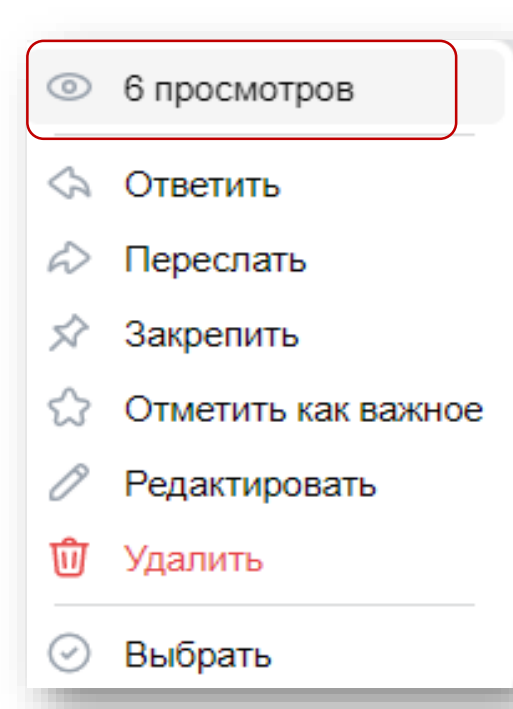 6 просмотров
Ответить
Переслать
Закрепить
Отметить как важное
Редактировать
Удалить
Выбрать